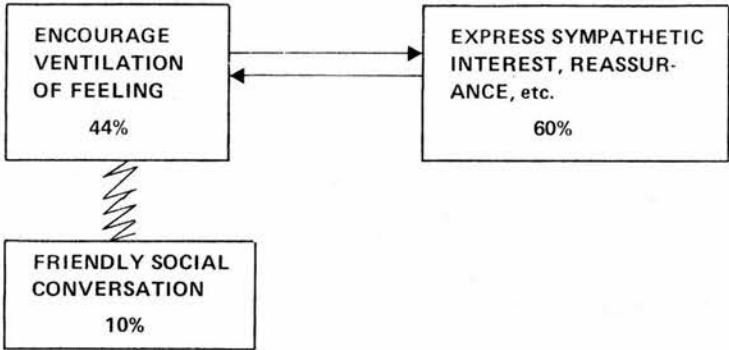 ENCOURAGE
VENTILATION
OF FEELING
44%
EXPRESS SYMPATHETIC
INTEREST, REASSUR-
ANCE, etc.
60%
FRIENDLY SOCIAL
CONVERSATION
10%